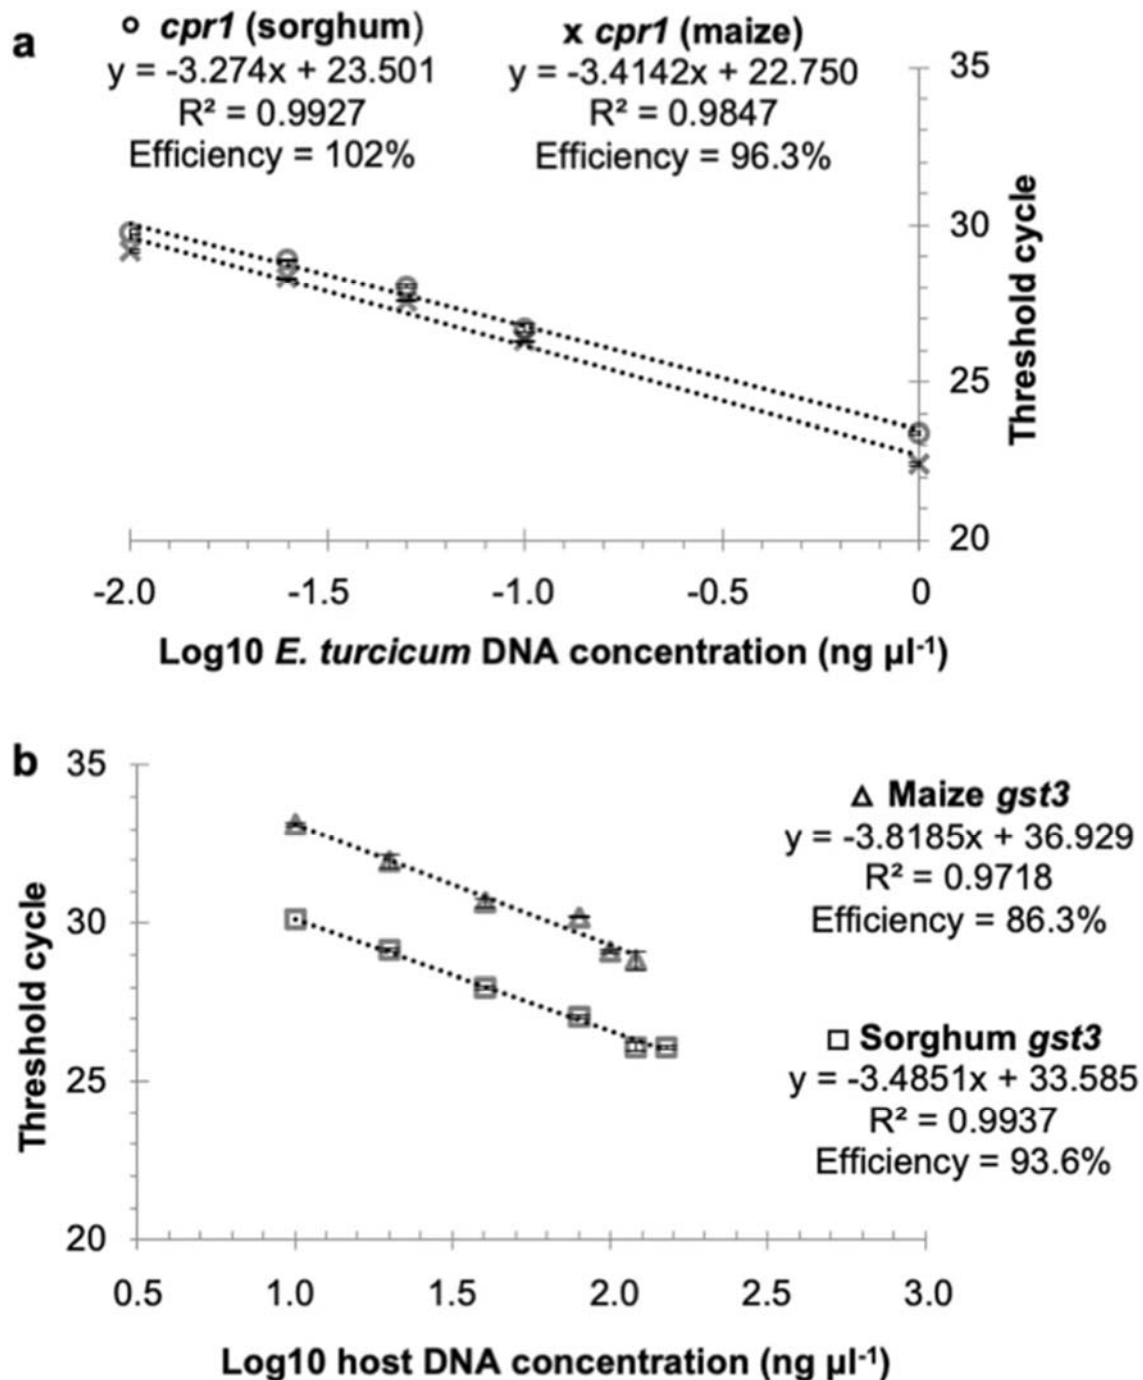 a
o cpr1 (sorghum)
y = -3.274x + 23.501
R² = 0.9927
Efficiency = 102%
x cpr1 (maize)
y = -3.4142x + 22.750
R² = 0.9847
Efficiency = 96.3%
35
30
25
20
Threshold cycle
-2.0 -1.5 -1.0 -0.5 0
Log10 E. turcicum DNA concentration (ng µl⁻¹)
b
35
30
25
20
Threshold cycle
△ Maize gst3
y = -3.8185x + 36.929
R² = 0.9718
Efficiency = 86.3%
□ Sorghum gst3
y = -3.4851x + 33.585
R² = 0.9937
Efficiency = 93.6%
0.5 1.0 1.5 2.0 2.5 3.0
Log10 host DNA concentration (ng µl⁻¹)